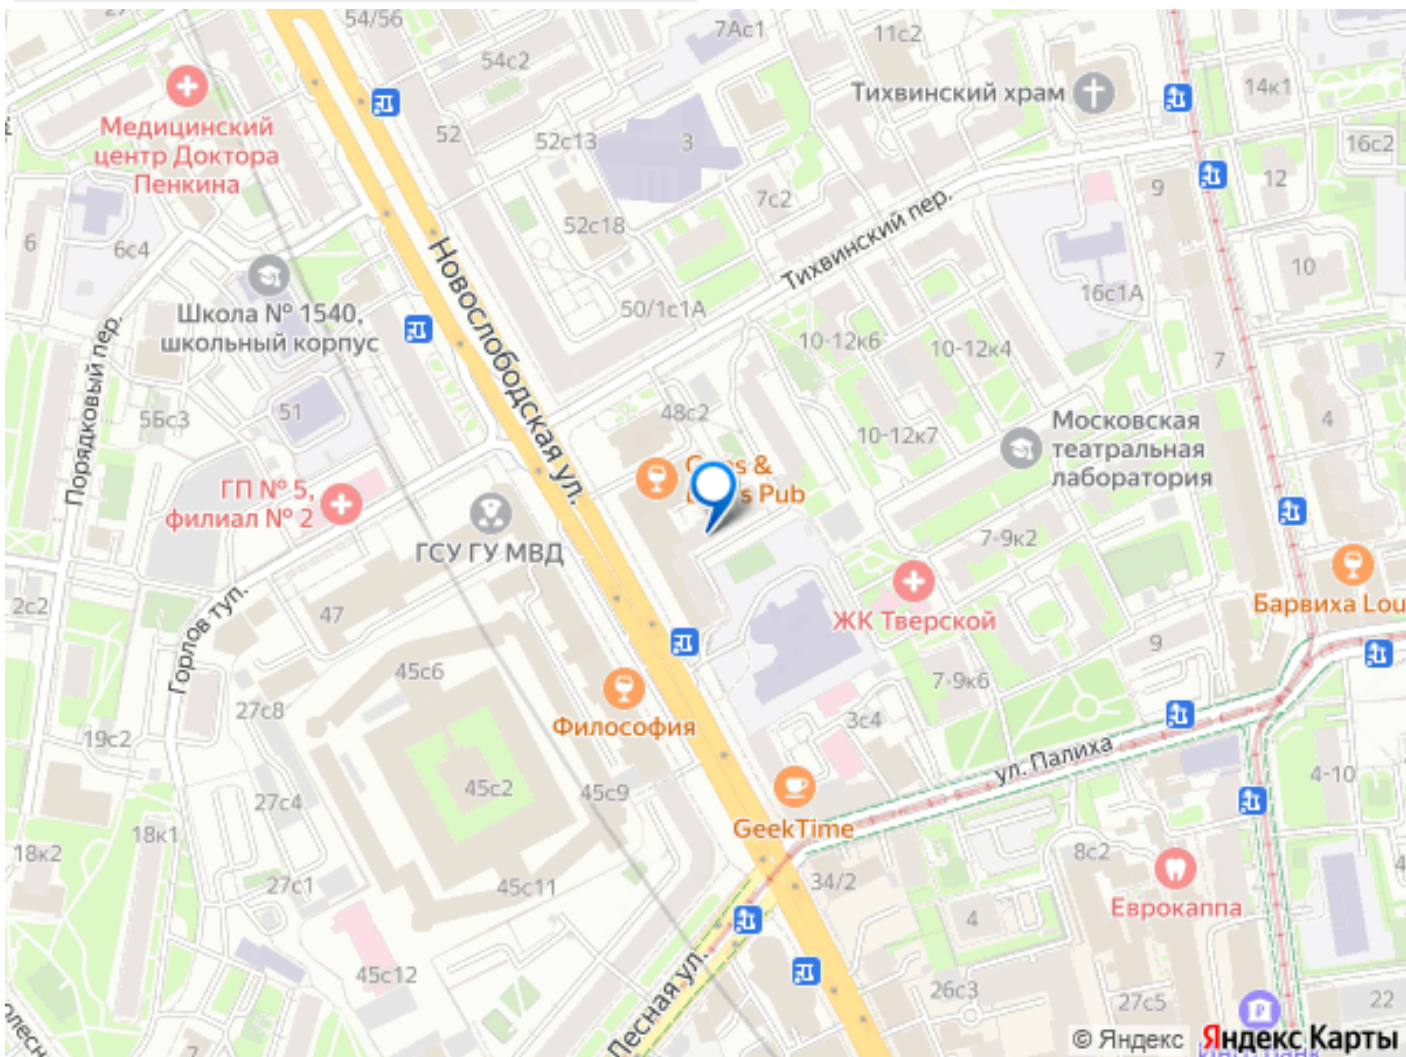 54/56
7Ас1
11с2
54с2
Тихвинский храм
14к1
Медицинский
центр Доктора
Пенкина
52
52с13
3
16с2
12
9
7с2
Тихвинский пер.
52с18
6
6с4
Новослободская ул.
10
16с1А
Школа № 1540,
школьный корпус
50/1с1А
10-12к6
10-12к4
7
Порядковый пер.
51
48с2
10-12к7
4
Московская
театральная
лаборатория
& 
Pub
ГП № 5,
филиал № 2
ГСУ ГУ МВД
7-9к2
2с2
47
Горлов туп.
ЖК Тверской
Барвиха Lou
9
45с6
7-9к6
27с8
Философия
3с4
19с2
ул. Палиха
4-10
45с2
45с9
27с4
GeekTime
18к1
18к2
8с2
34/2
27с1
45с11
Еврокаппа
4
45с12
Лесная ул.
26с3
27с5
22
7
© Яндекс Яндекс Карты